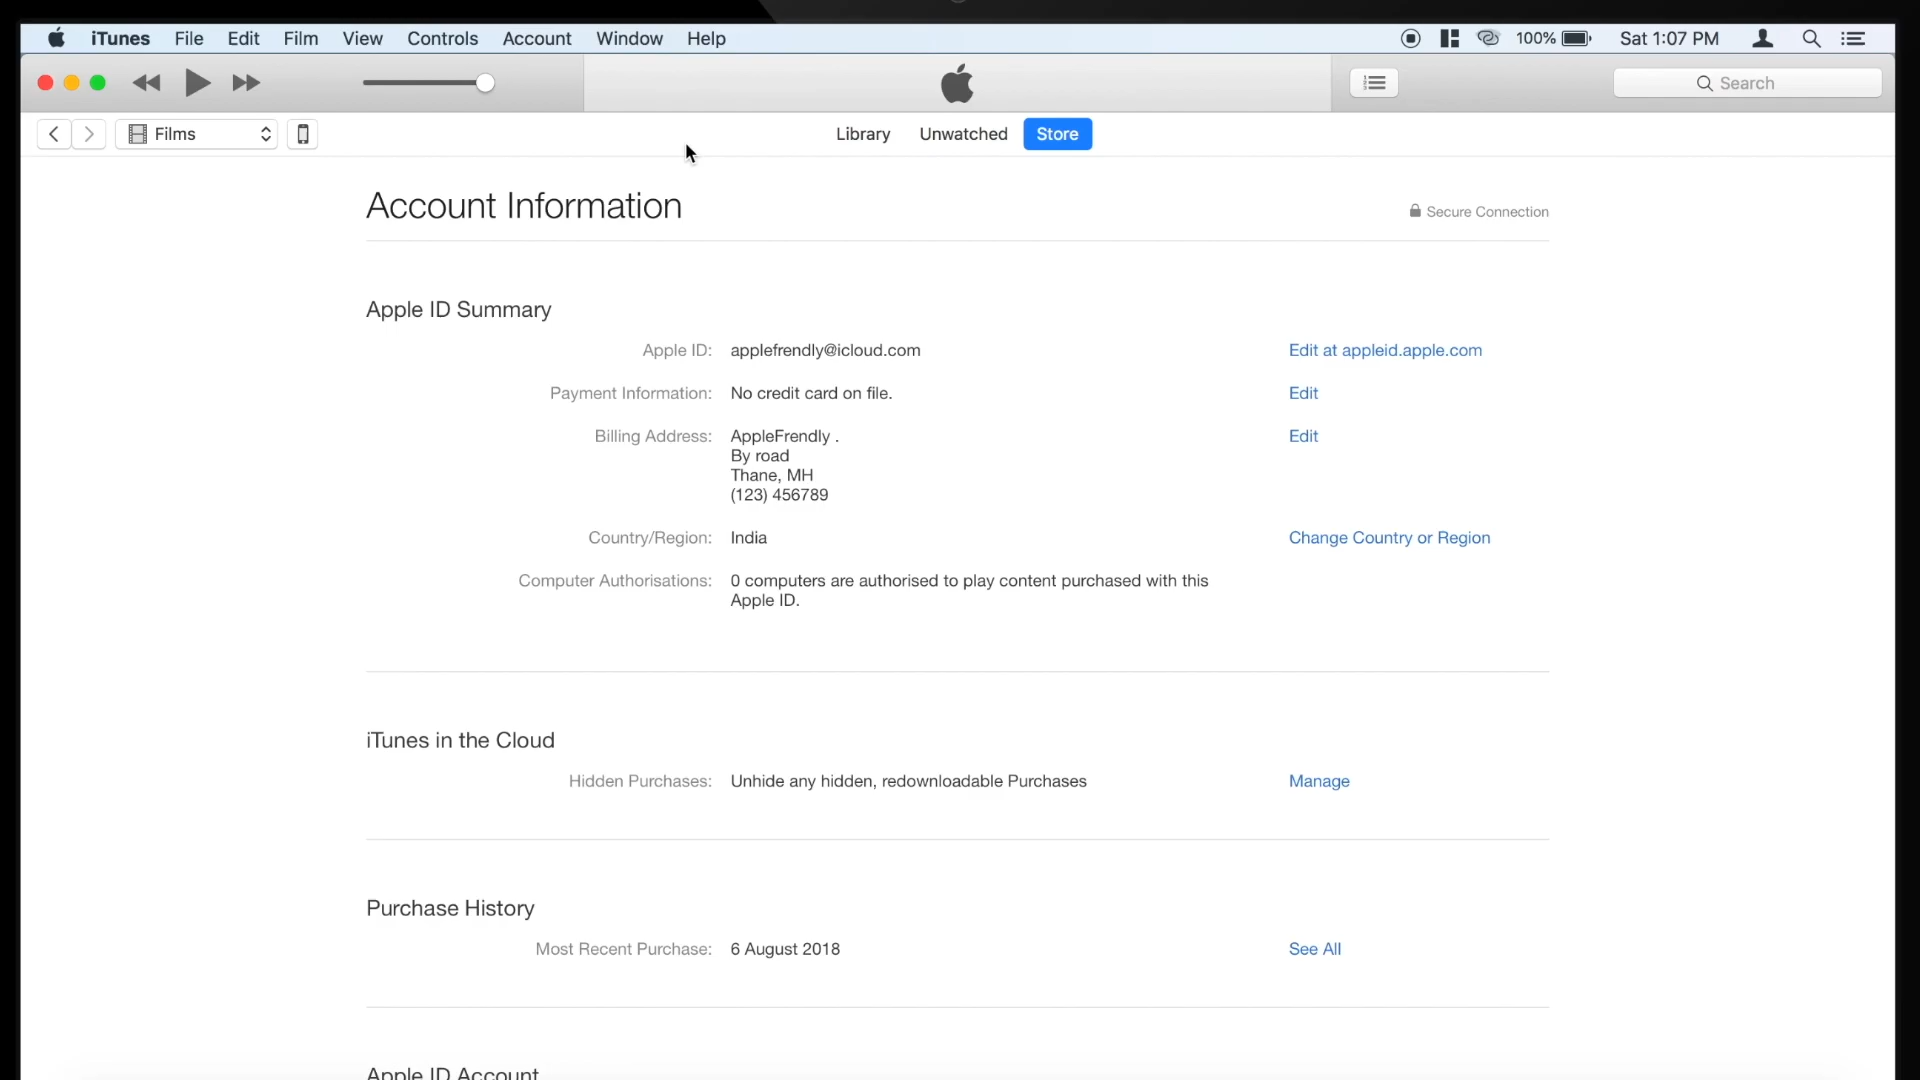 iTunes File Edit Film View Controls Account Window Help 100% Sat 1:07 PM
Search
Films Library Unwatched Store
Account Information
Secure Connection
Apple ID Summary
Apple ID: applefrendly@icloud.com Edit at appleid.apple.com
Payment Information: No credit card on file. Edit
Billing Address: AppleFrendly . Edit
By road
Thane, MH
(123) 456789
Country/Region: India Change Country or Region
Computer Authorisations: 0 computers are authorised to play content purchased with this
Apple ID.
iTunes in the Cloud
Hidden Purchases: Unhide any hidden, redownloadable Purchases Manage
Purchase History
Most Recent Purchase: 6 August 2018 See All
Apple ID Account